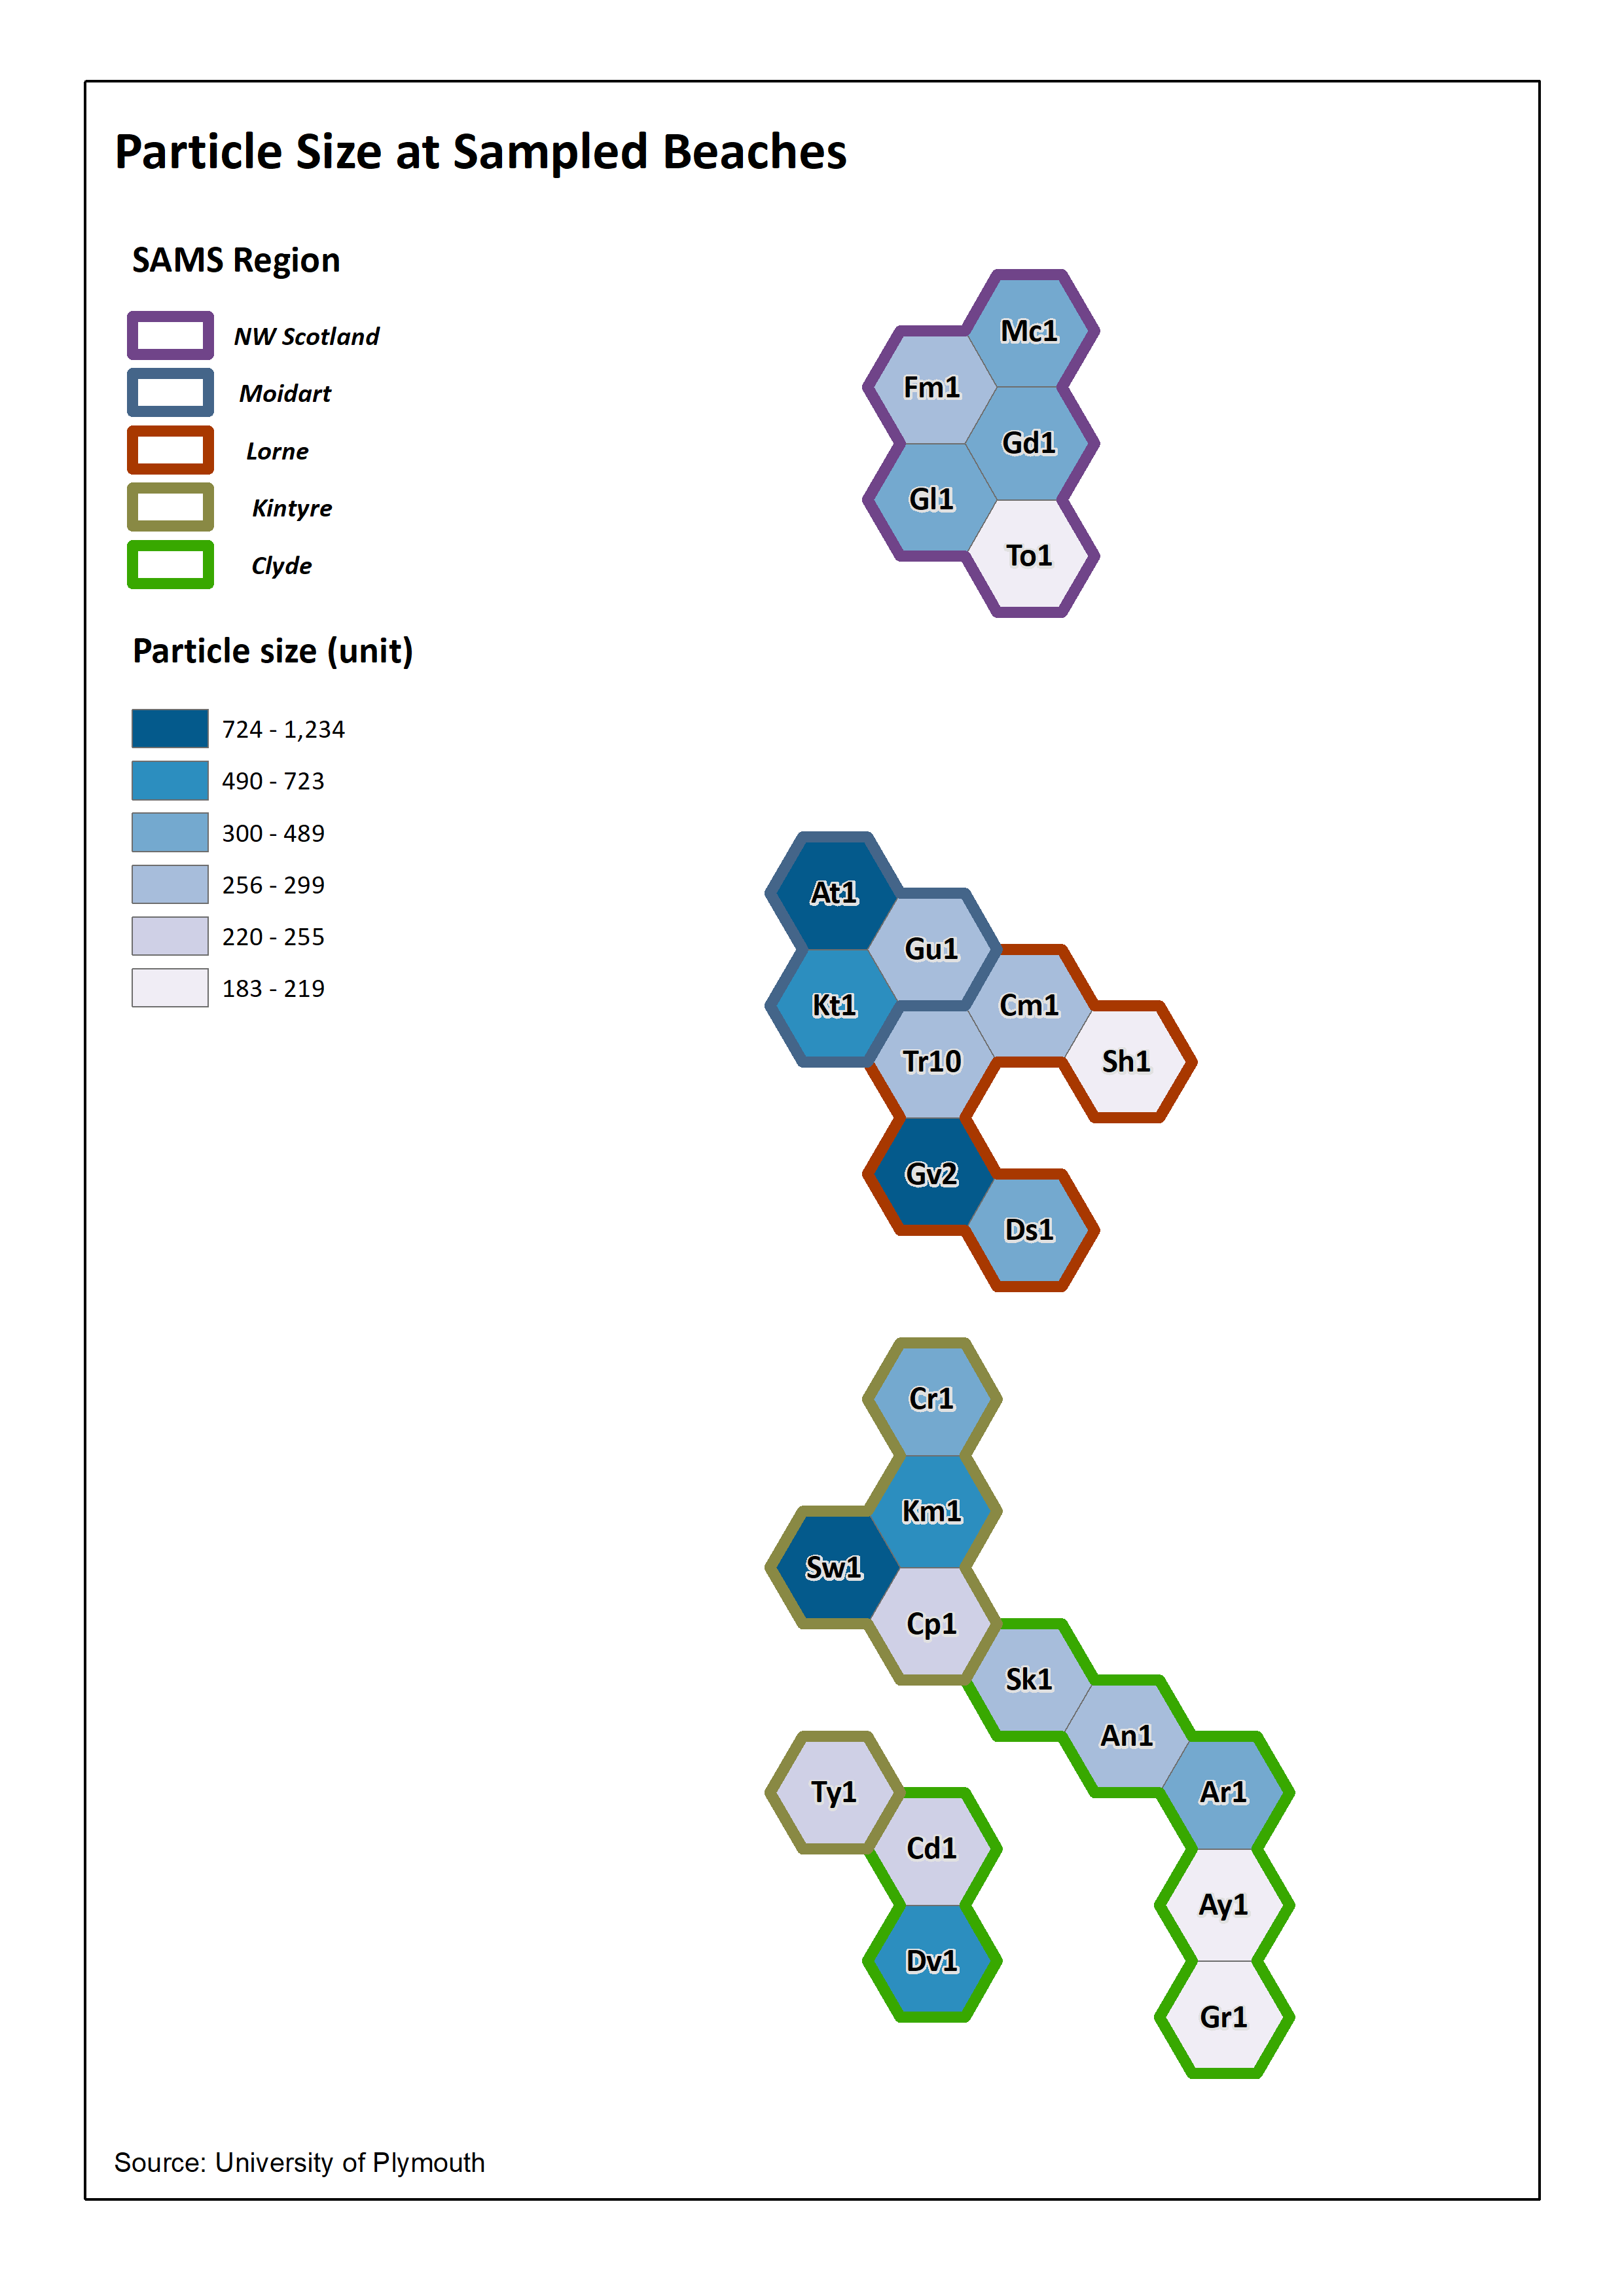 Particle Size at Sampled Beaches
SAMS Region
NW Scotland
Moidart
Lorne
Kintyre
Clyde
Particle size (unit)
724 - 1,234
490 - 723
300 - 489
256 - 299
220 - 255
183 - 219
Mc1
Fm1
Gd1
Gl1
To1
At1
Gu1
Kt1
Cm1
Tr10
Sh1
Gv2
Ds1
Cr1
Km1
Sw1
Cp1
Sk1
An1
Ty1
Ar1
Cd1
Ay1
Dv1
Gr1
Source: University of Plymouth